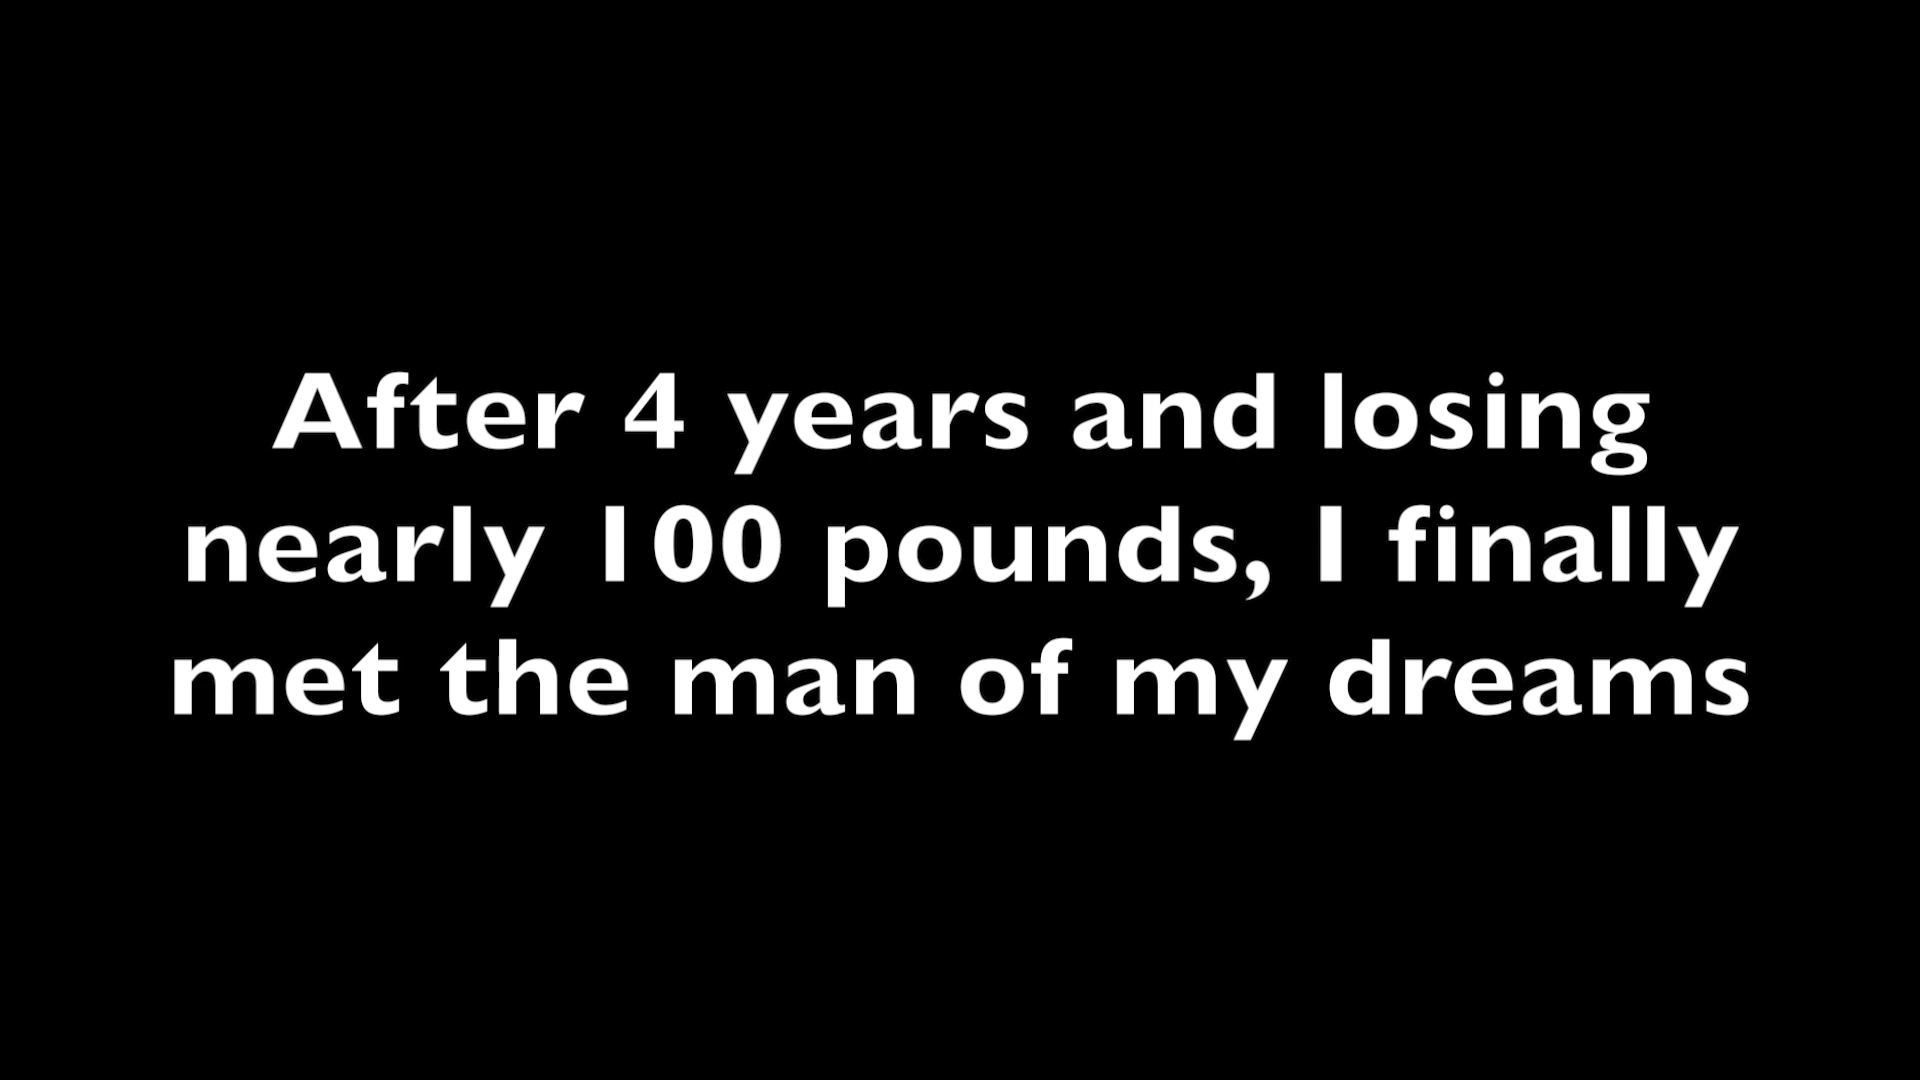 After 4 years and losing
nearly 100 pounds, I finally
met the man of my dreams